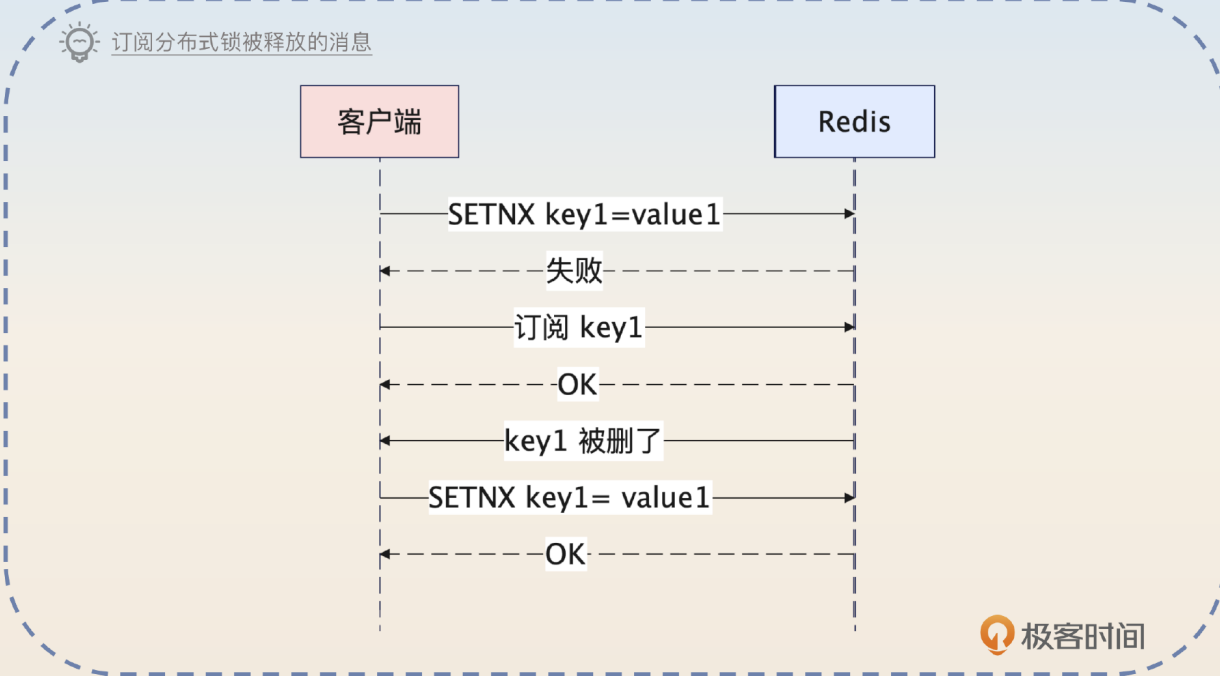 订阅分布式锁被释放的消息
客户端
Redis
SETNX key1=value1
失败
订阅 key1
OK
key1 被删了
SETNX key1= value1
OK
极客时间